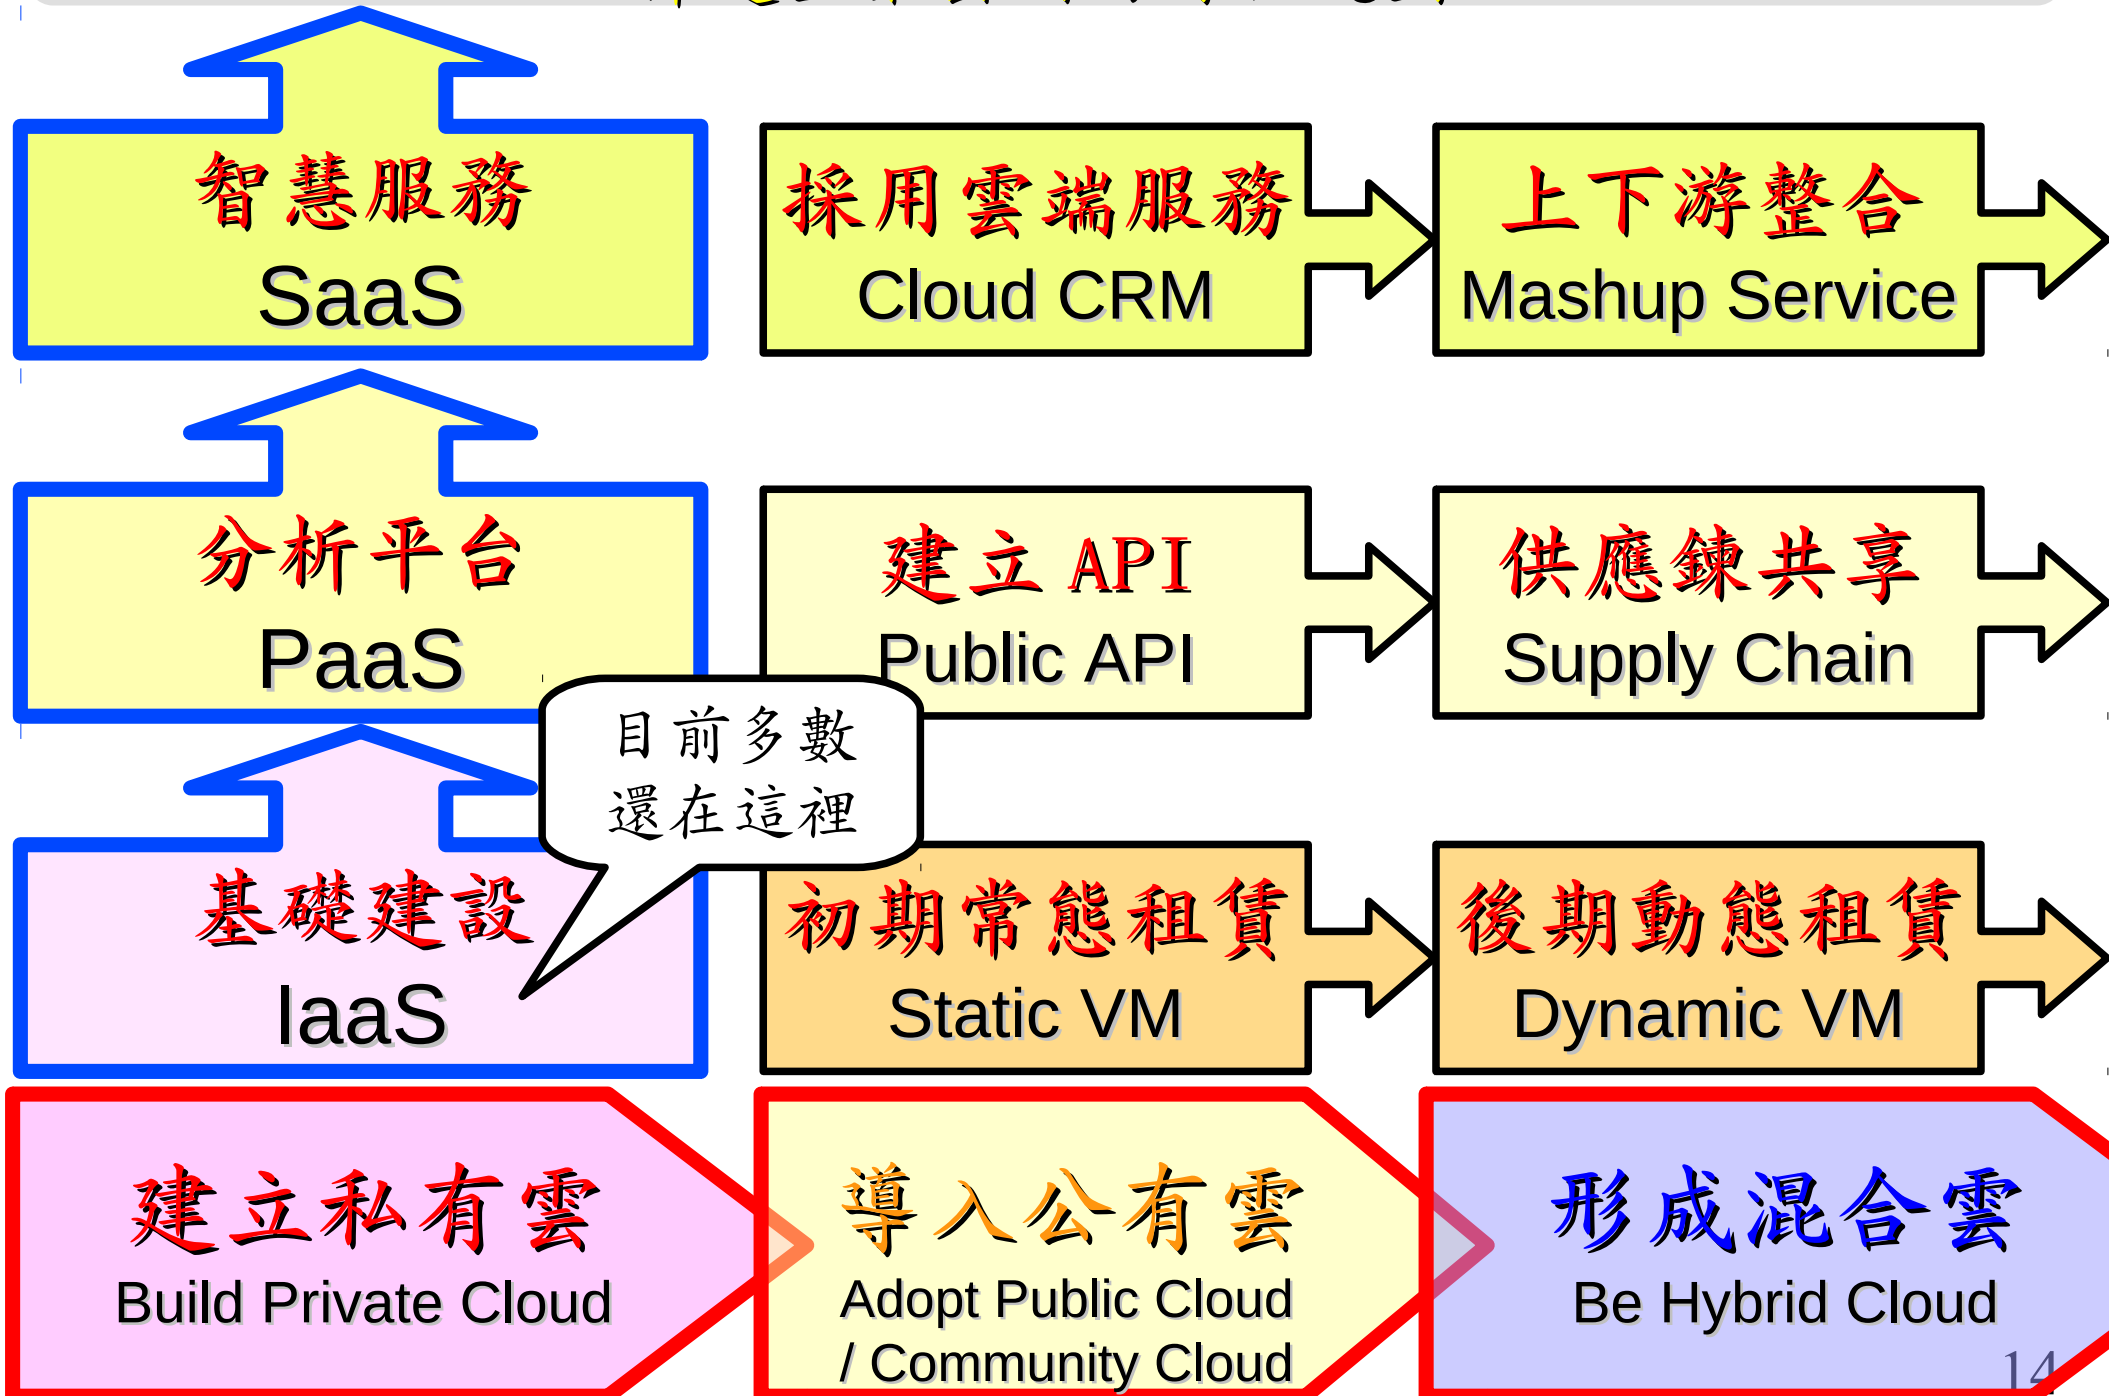 智慧服務
SaaS
採用雲端服務
Cloud CRM
上下游整合
Mashup Service
分析平台
PaaS
建立 API
Public API
供應鍊共享
Supply Chain
目前多數
還在這裡
基礎建設
IaaS
初期常態租賃
Static VM
後期動態租賃
Dynamic VM
建立私有雲
Build Private Cloud
導入公有雲
Adopt Public Cloud
/ Community Cloud
形成混合雲
Be Hybrid Cloud
14